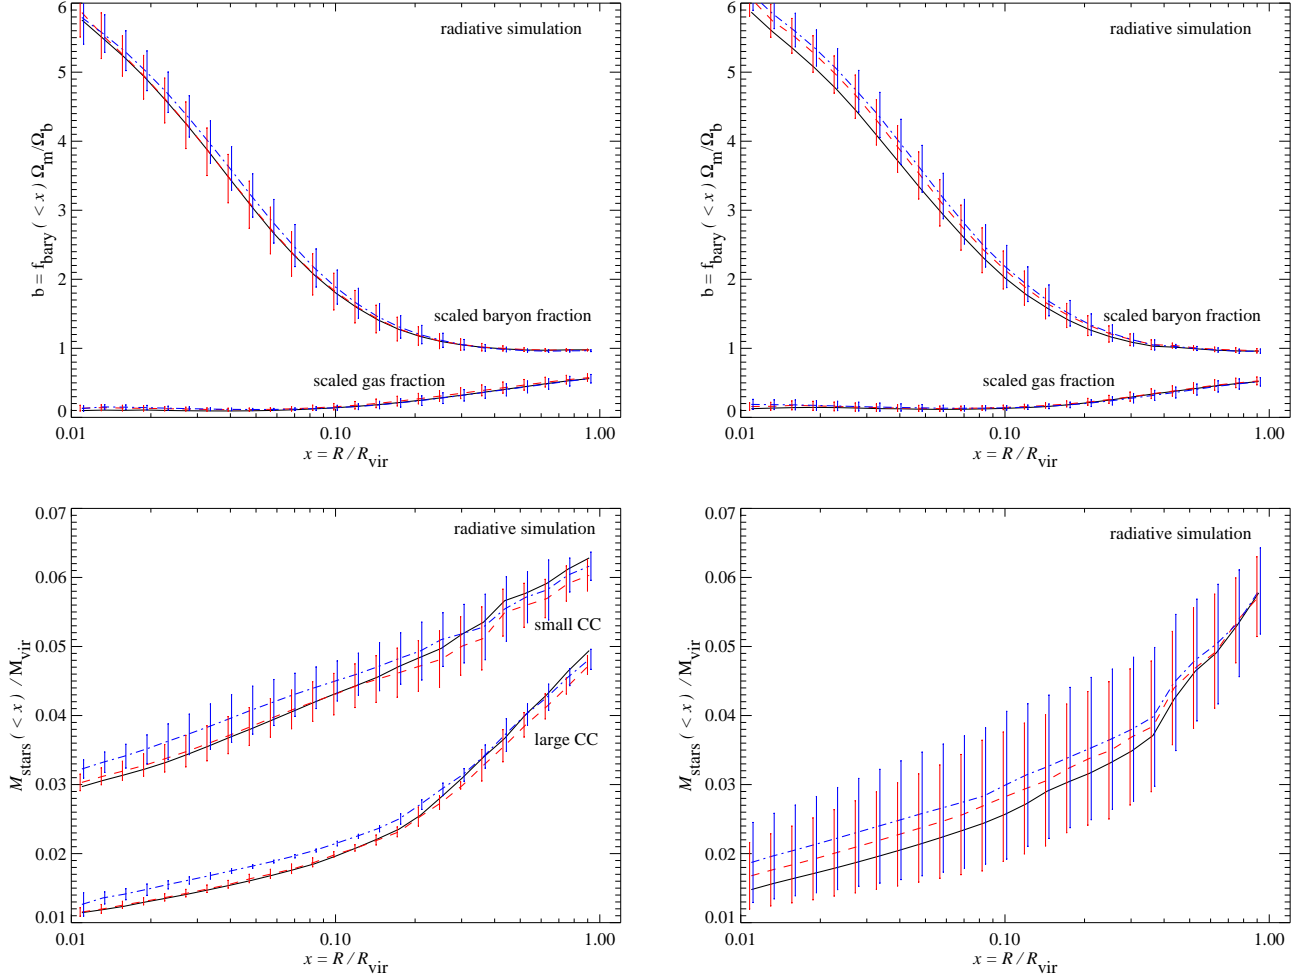 6
5
4
3
2
1
0
b = f_bary ( < x ) Ω_m/Ω_b
radiative simulation
scaled baryon fraction
scaled gas fraction
0.01
0.10
1.00
x = R / R_vir
6
5
4
3
2
1
0
b = f_bary ( < x ) Ω_m/Ω_b
radiative simulation
scaled baryon fraction
scaled gas fraction
0.01
0.10
1.00
x = R / R_vir
0.07
0.06
0.05
0.04
0.03
0.02
0.01
M_stars ( < x ) / M_vir
radiative simulation
small CC
large CC
0.01
0.10
1.00
x = R / R_vir
0.07
0.06
0.05
0.04
0.03
0.02
0.01
M_stars ( < x ) / M_vir
radiative simulation
0.01
0.10
1.00
x = R / R_vir